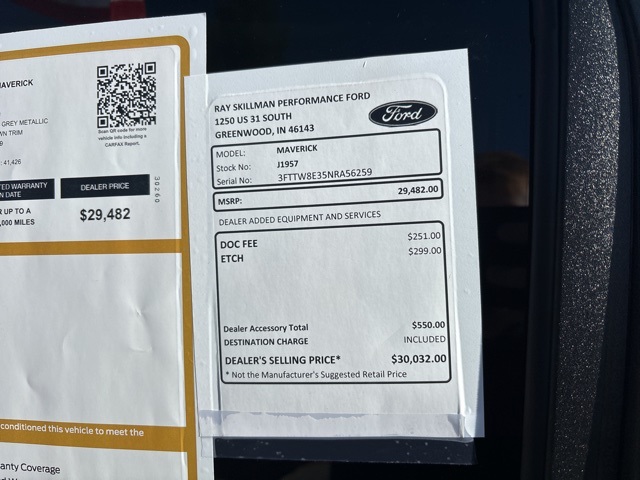 MAVERICK
GREY METALLIC
WN TRIM
9
: 41,426
Scan QR code for more
vehicle info including a
CARFAX Report.
TED WARRANTY
N DATE
DEALER PRICE
R UP TO A
,000 MILES
$29,482
30260
conditioned this vehicle to meet the
anty Coverage
RAY SKILLMAN PERFORMANCE FORD
1250 US 31 SOUTH
GREENWOOD, IN 46143
Ford
MODEL: MAVERICK
Stock No: J1957
Serial No: 3FTTW8E35NRA56259
MSRP: 29,482.00
DEALER ADDED EQUIPMENT AND SERVICES
DOC FEE $251.00
ETCH $299.00
Dealer Accessory Total $550.00
DESTINATION CHARGE INCLUDED
DEALER'S SELLING PRICE* $30,032.00
* Not the Manufacturer's Suggested Retail Price